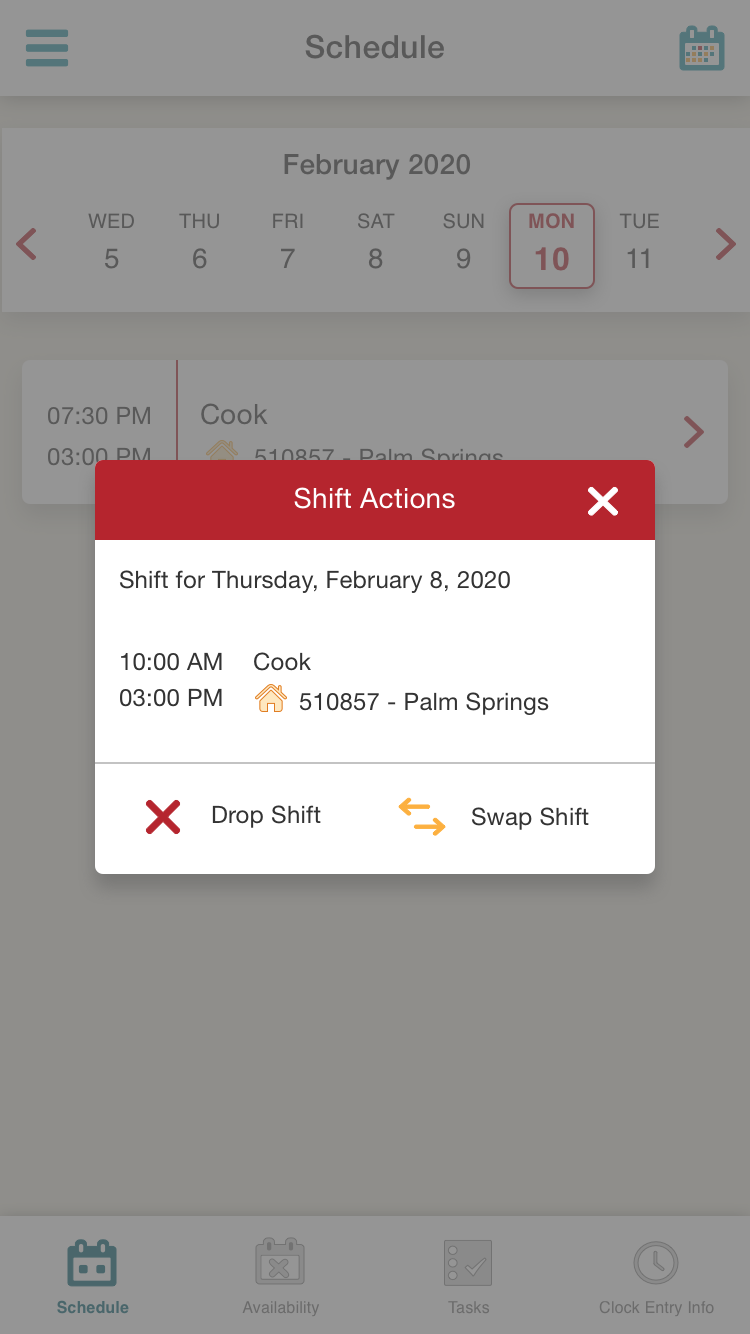 Schedule
February 2020
WED THU FRI SAT SUN MON TUE
5 6 7 8 9 10 11
07:30 PM Cook
03:00 PM 510857 - Palm Springs
Shift Actions
Shift for Thursday, February 8, 2020
10:00 AM Cook
03:00 PM 510857 - Palm Springs
Drop Shift Swap Shift
Schedule Availability Tasks Clock Entry Info